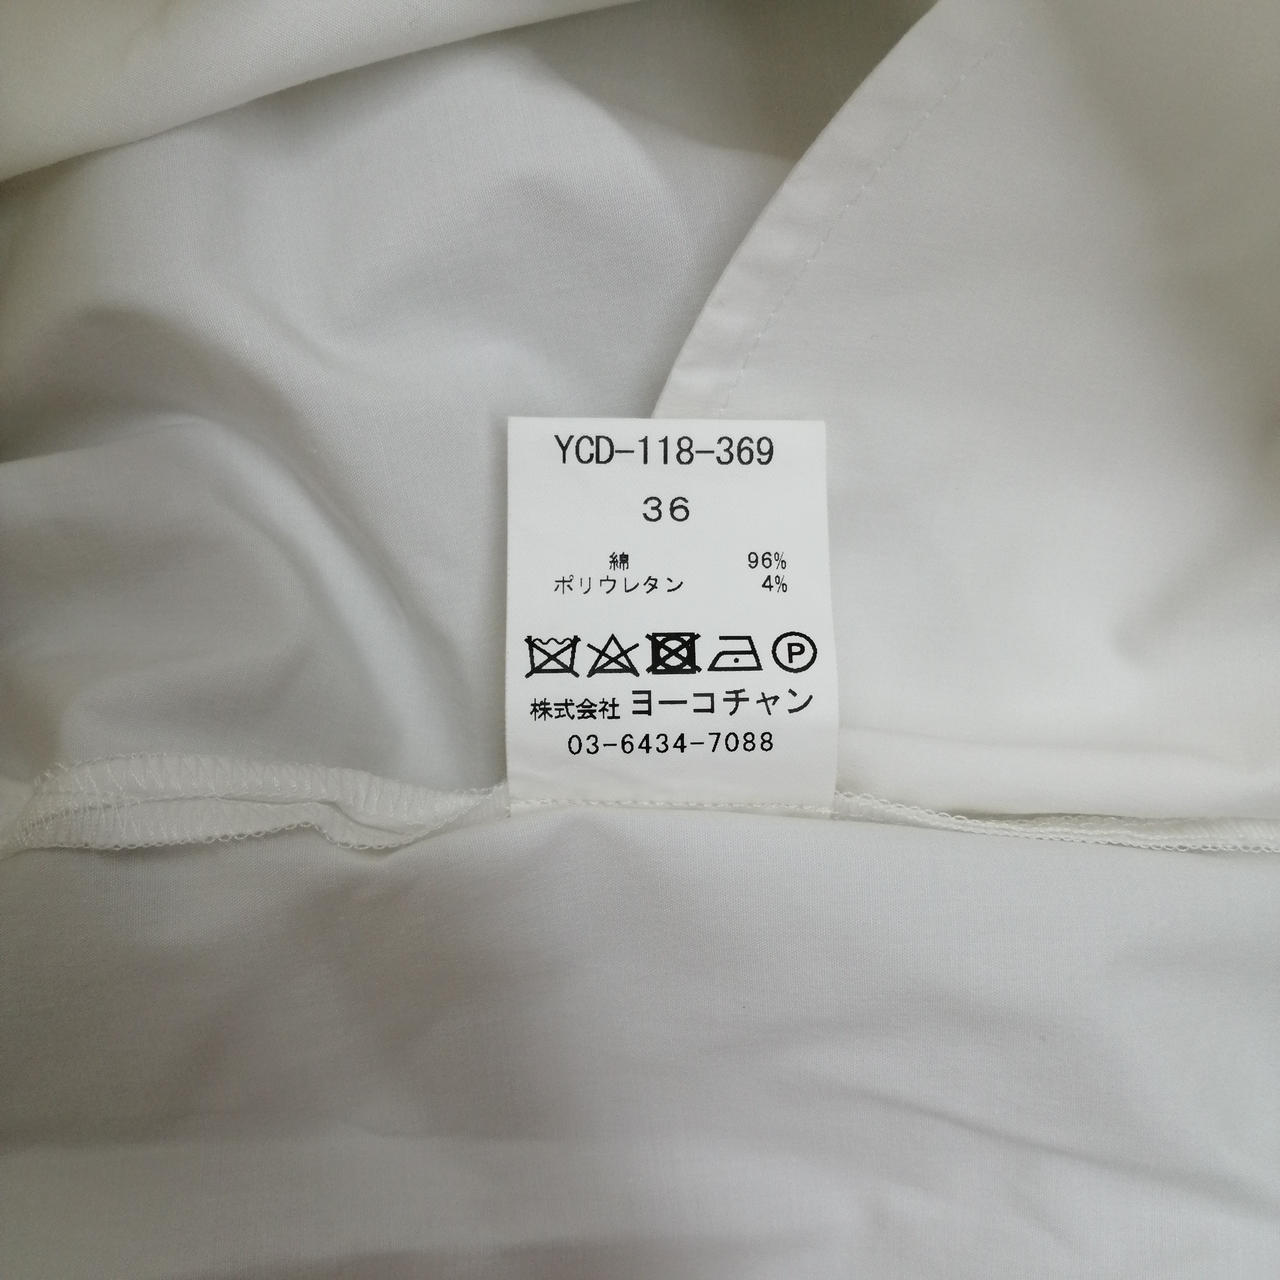 YCD-118-369
36
綿 96%
ポリウレタン 4%
P
株式会社 ヨーコチャン
03-6434-7088